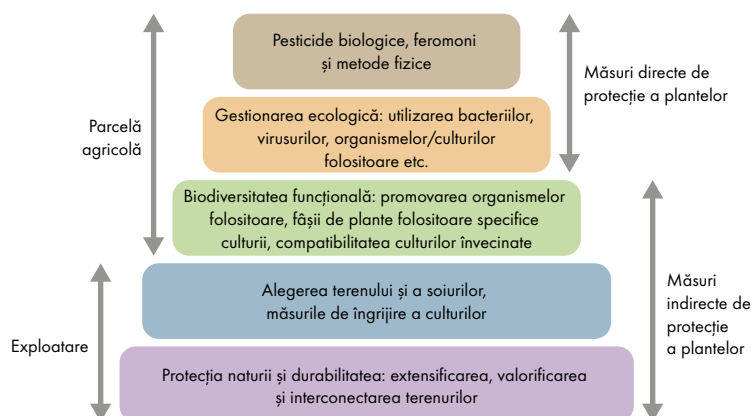 Pesticide biologice, feromoni
și metode fizice
Măsuri directe de
protecție a plantelor
Parcelă
agricolă
Gestionarea ecologică: utilizarea bacteriilor,
virusurilor, organismelor/culturilor
folositoare etc.
Biodiversitatea funcțională: promovarea organismelor
folositoare, fâșii de plante folositoare specifice
culturii, compatibilitatea culturilor învecinate
Alegerea terenului și a soiurilor,
măsurile de îngrijire a culturilor
Măsuri
indirecte de
protecție
a plantelor
Exploatare
Protecția naturii și durabilitatea: extensificarea, valorificarea
și interconectarea terenurilor